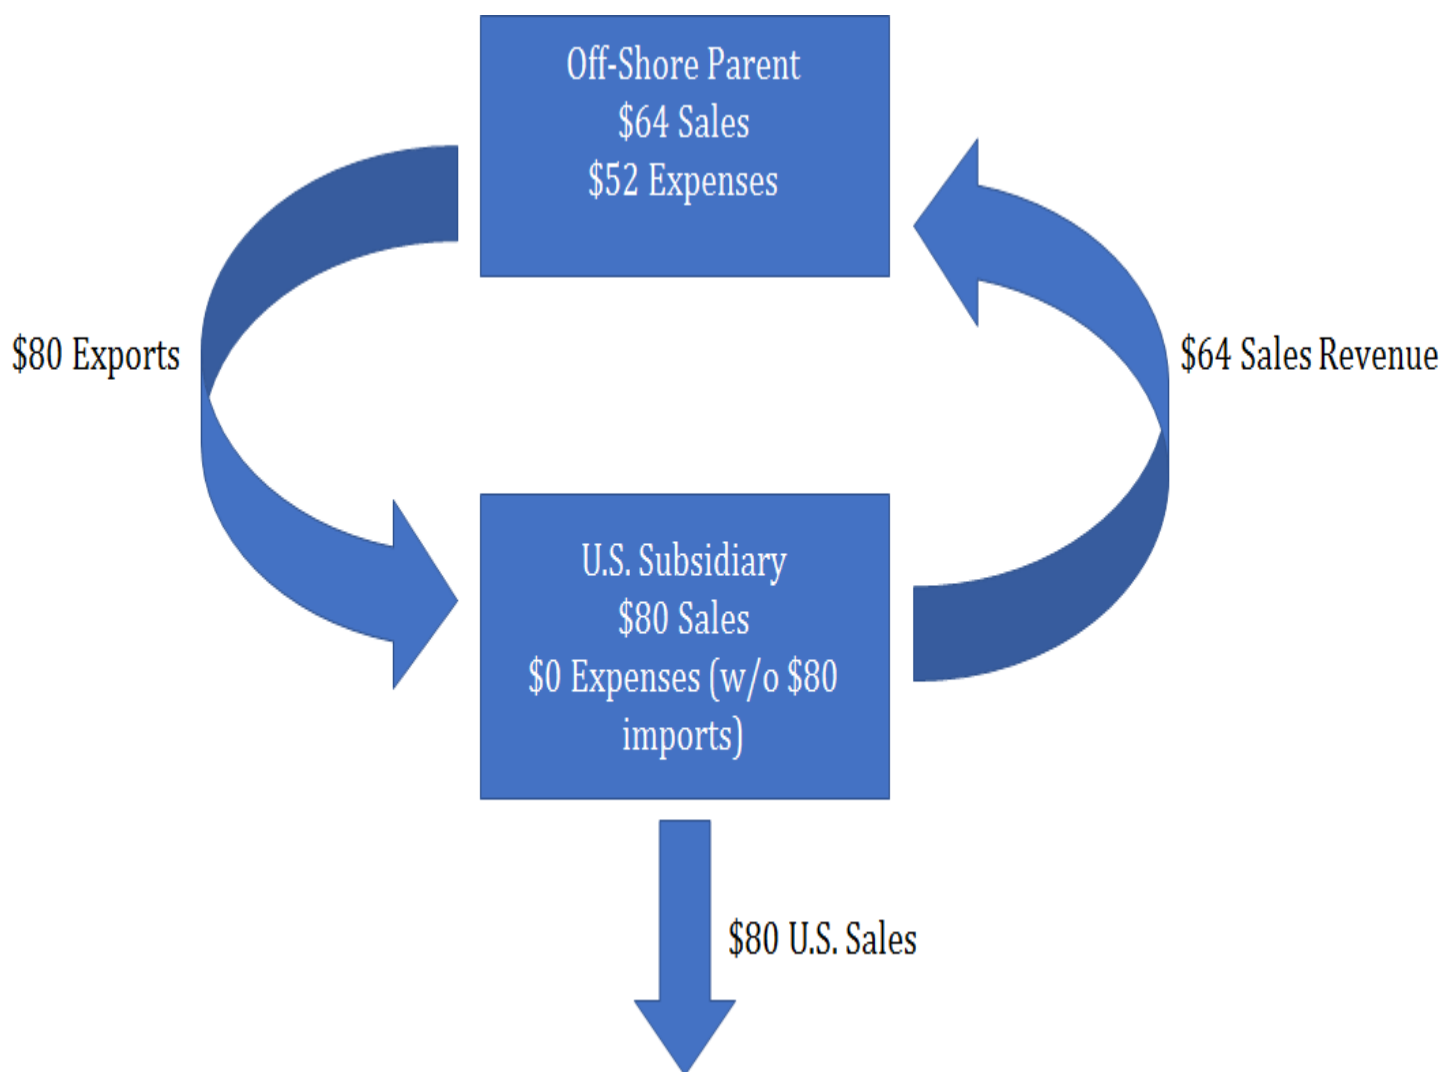 Off-Shore Parent
$64 Sales
$52 Expenses
$80 Exports
$64 Sales Revenue
U.S. Subsidiary
$80 Sales
$0 Expenses (w/o $80
imports)
$80 U.S. Sales